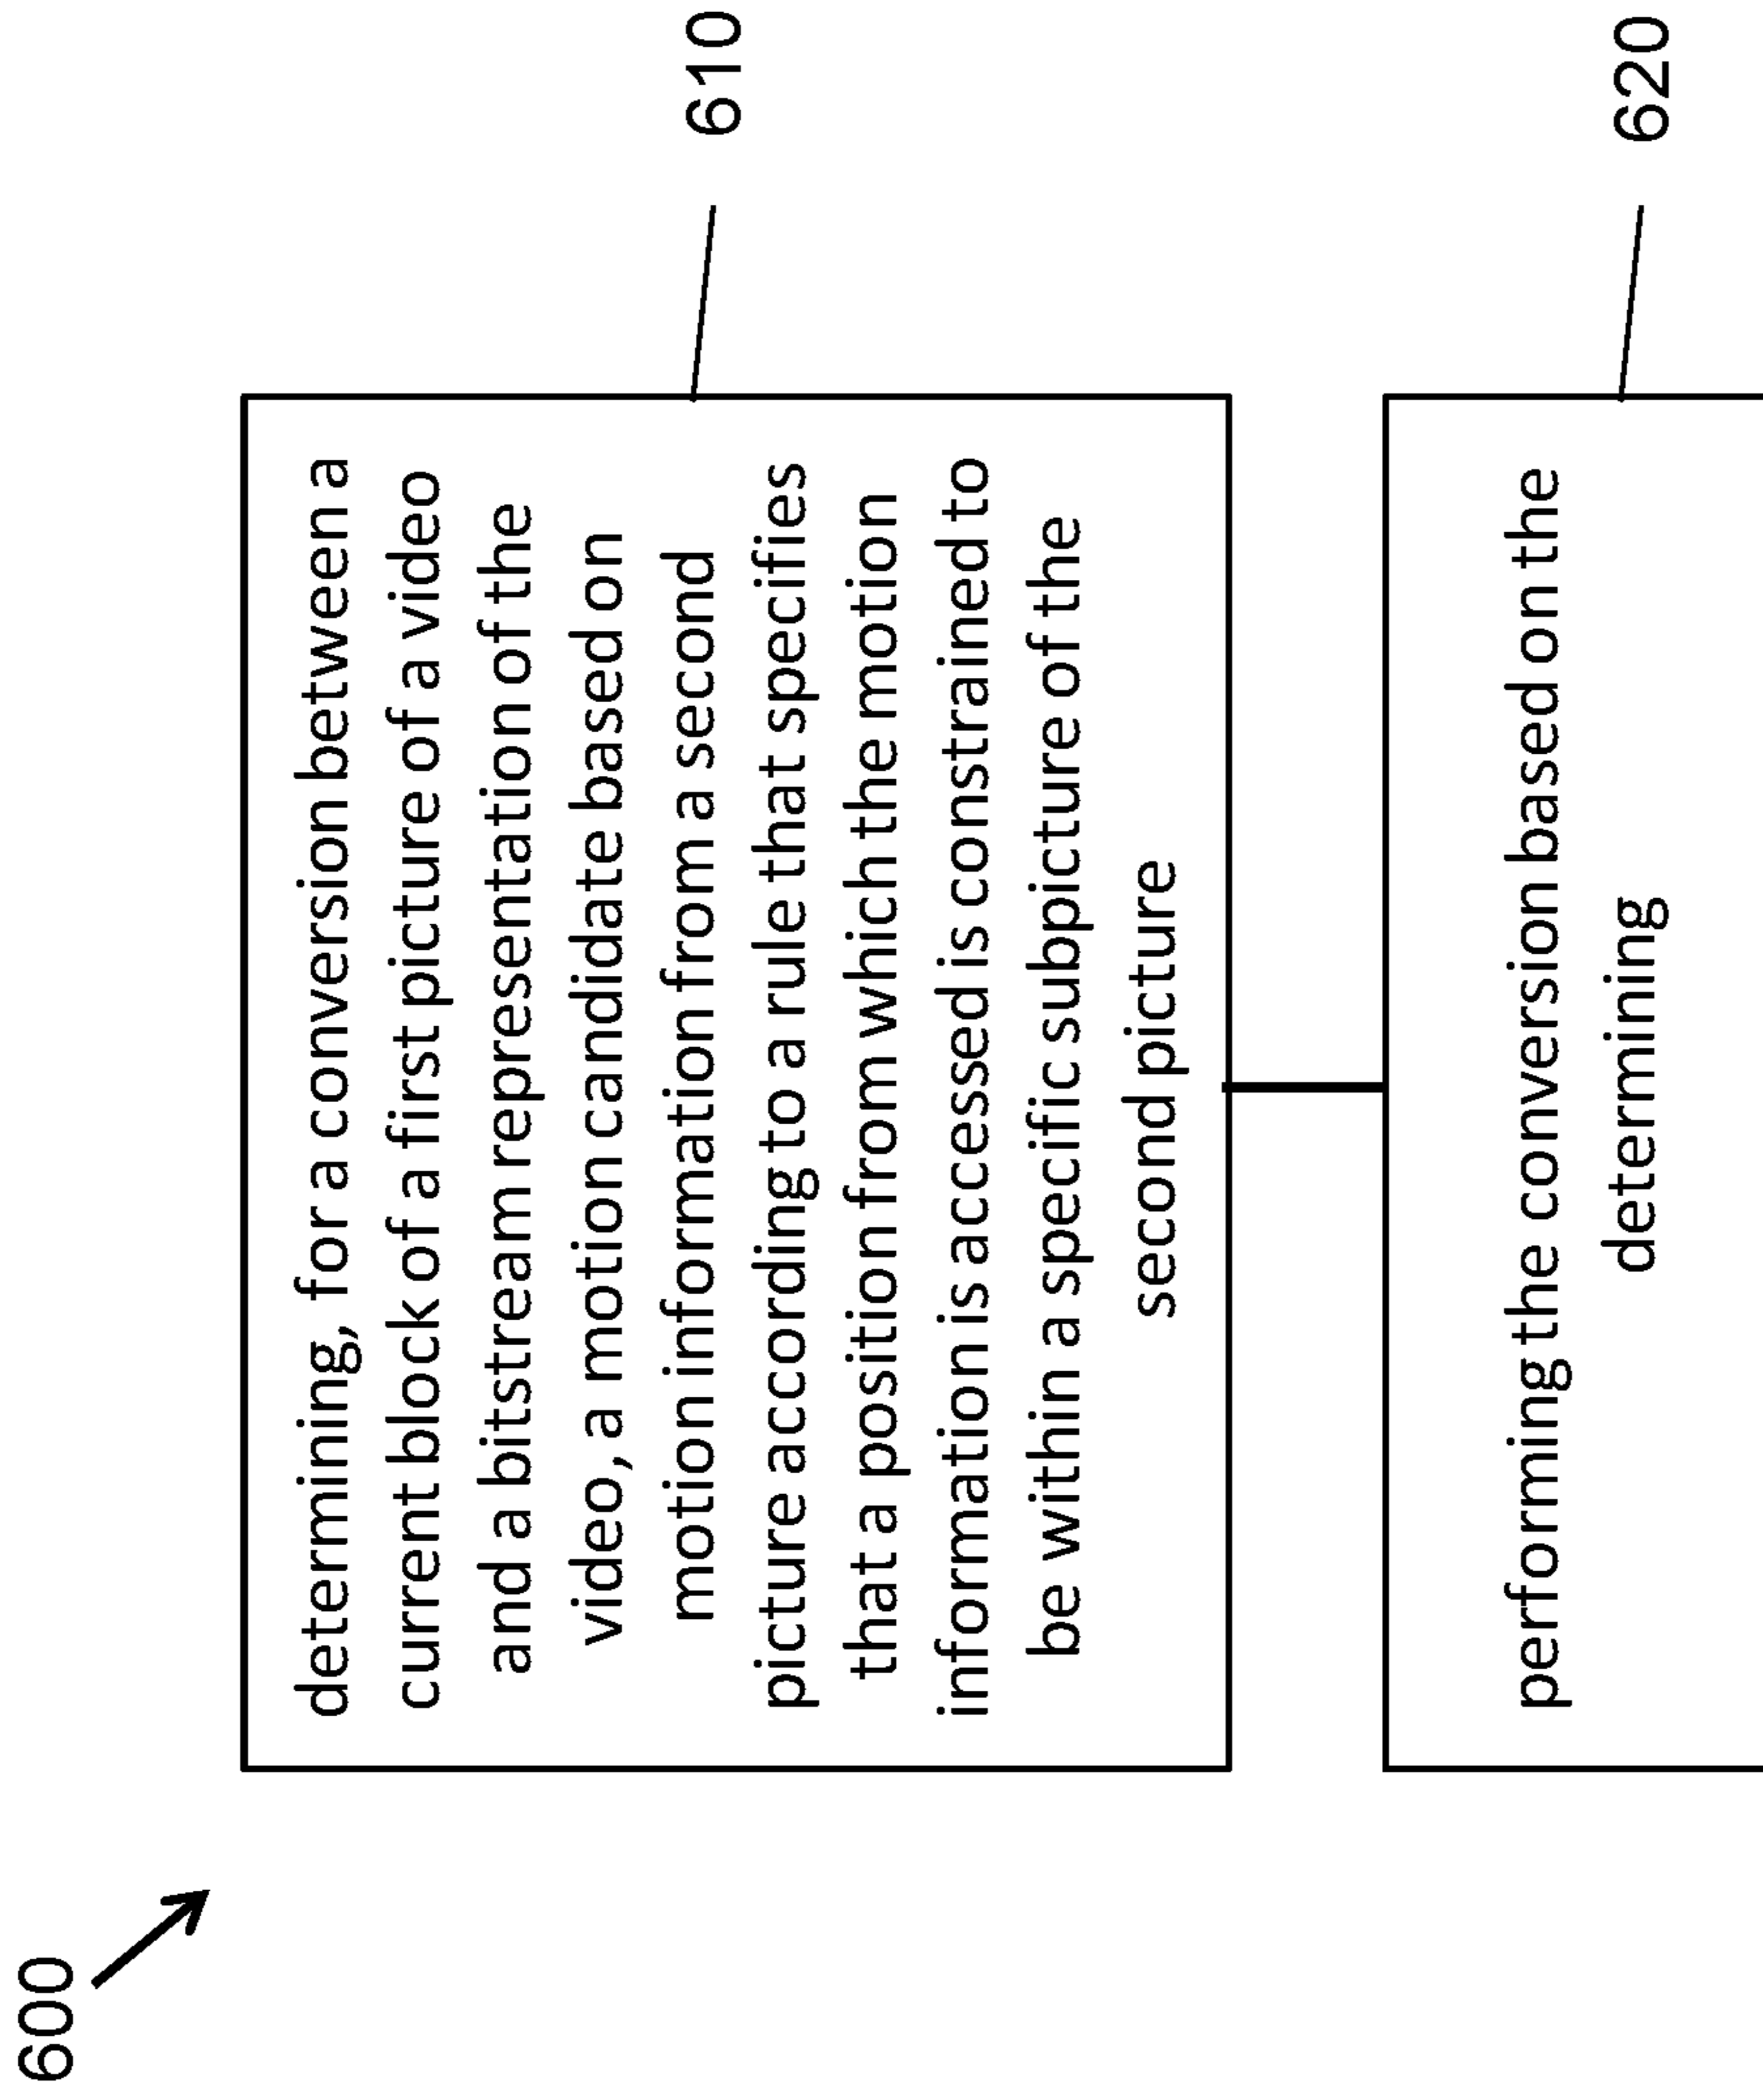 600
determining, for a conversion between a
current block of a first picture of a video
and a bitstream representation of the
video, a motion candidate based on
motion information from a second
picture according to a rule that specifies
that a position from which the motion
information is accessed is constrained to
be within a specific subpicture of the
second picture
610
performing the conversion based on the
determining
620